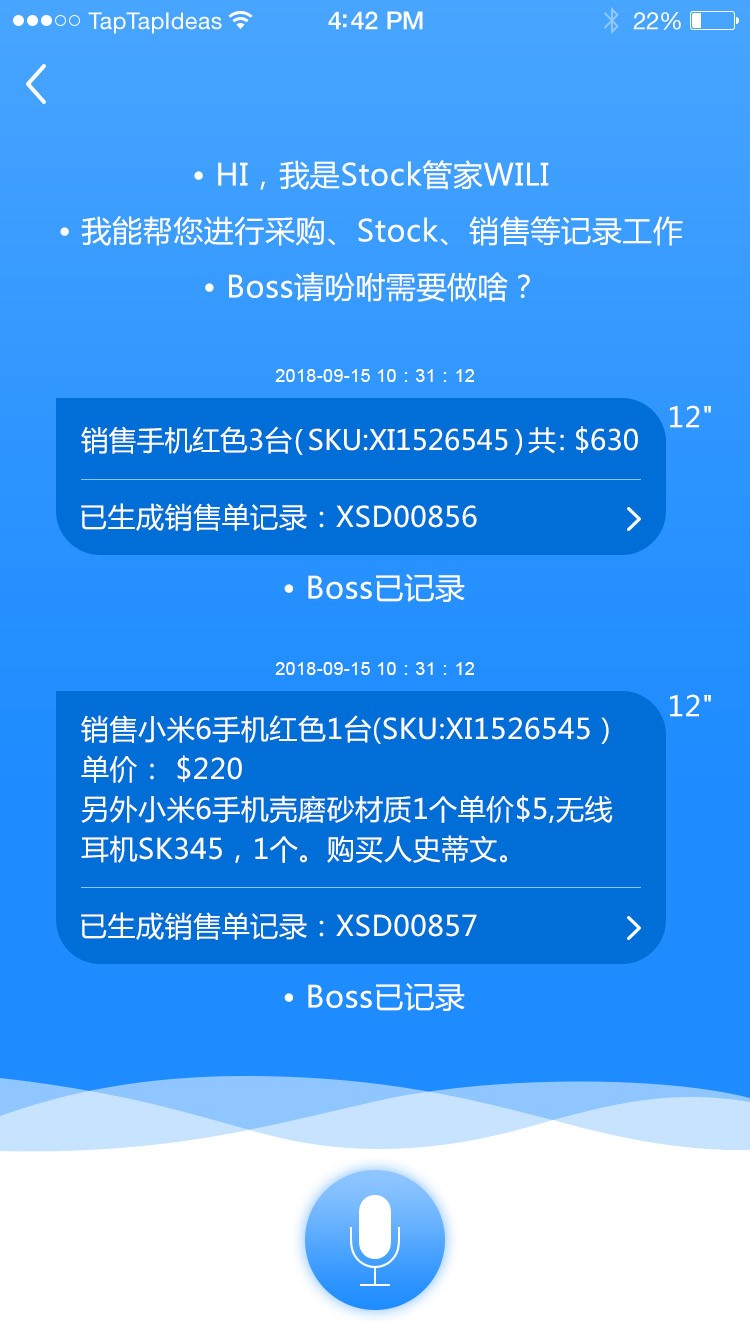 TapTapIdeas 4:42 PM 22%
• HI，我是Stock管家WILI
• 我能帮您进行采购、Stock、销售等记录工作
• Boss请吩咐需要做啥？
2018-09-15 10：31：12
12"
销售手机红色3台(SKU:XI1526545)共: $630
已生成销售单记录：XSD00856
• Boss已记录
2018-09-15 10：31：12
12"
销售小米6手机红色1台(SKU:XI1526545 )
单价： $220
另外小米6手机壳磨砂材质1个单价$5,无线
耳机SK345，1个。购买人史蒂文。
已生成销售单记录：XSD00857
• Boss已记录